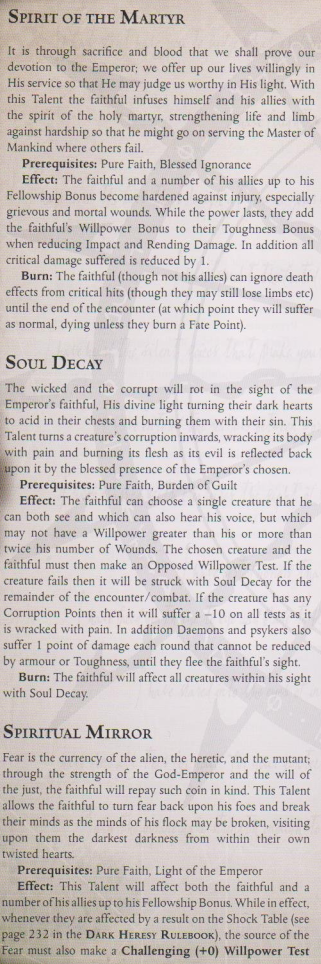 SPIRIT OF THE MARTYR
It is through sacrifice and blood that we shall prove our
devotion to the Emperor; we offer up our lives willingly in
His service so that He may judge us worthy in His light. With
this Talent the faithful infuses himself and his allies with
the spirit of the holy martyr, strengthening life and limb
against hardship so that he might go on serving the Master of
Mankind where others fail.
Prerequisites: Pure Faith, Blessed Ignorance
Effect: The faithful and a number of his allies up to his
Fellowship Bonus become hardened against injury, especially
grievous and mortal wounds. While the power lasts, they add
the faithful's Willpower Bonus to their Toughness Bonus
when reducing Impact and Rending Damage. In addition all
critical damage suffered is reduced by 1.
Burn: The faithful (though not his allies) can ignore death
effects from critical hits (though they may still lose limbs etc)
until the end of the encounter (at which point they will suffer
as normal, dying unless they burn a Fate Point).
SOUL DECAY
The wicked and the corrupt will rot in the sight of the
Emperor's faithful, His divine light turning their dark hearts
to acid in their chests and burning them with their sin. This
Talent turns a creature's corruption inwards, wracking its body
with pain and burning its flesh as its evil is reflected back
upon it by the blessed presence of the Emperor's chosen.
Prerequisites: Pure Faith, Burden of Guilt
Effect: The faithful can choose a single creature that he
can both see and which can also hear his voice, but which
may not have a Willpower greater than his or more than
twice his number of Wounds. The chosen creature and the
faithful must then make an Opposed Willpower Test. If the
creature fails then it will be struck with Soul Decay for the
remainder of the encounter/combat. If the creature has any
Corruption Points then it will suffer a –10 on all tests as it
is wracked with pain. In addition Daemons and psykers also
suffer 1 point of damage each round that cannot be reduced
by armour or Toughness, until they flee the faithful's sight.
Burn: The faithful will affect all creatures within his sight
with Soul Decay.
SPIRITUAL MIRROR
Fear is the currency of the alien, the heretic, and the mutant;
through the strength of the God-Emperor and the will of
the just, the faithful will repay such coin in kind. This Talent
allows the faithful to turn fear back upon his foes and break
their minds as the minds of his flock may be broken, visiting
upon them the darkest darkness from within their own
twisted hearts.
Prerequisites: Pure Faith, Light of the Emperor
Effect: This Talent will affect both the faithful and a
number of his allies up to his Fellowship Bonus. While in effect,
whenever they are affected by a result on the Shock Table (see
page 232 in the DARK HERESY RULEBOOK), the source of the
Fear must also make a Challenging (+0) Willpower Test